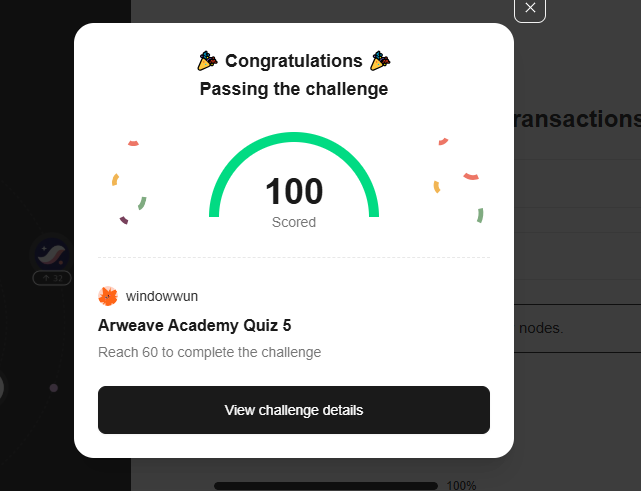 Congratulations
Passing the challenge
ransactions
100
Scored
32
windowwun
Arweave Academy Quiz 5
nodes.
Reach 60 to complete the challenge
View challenge details
100%